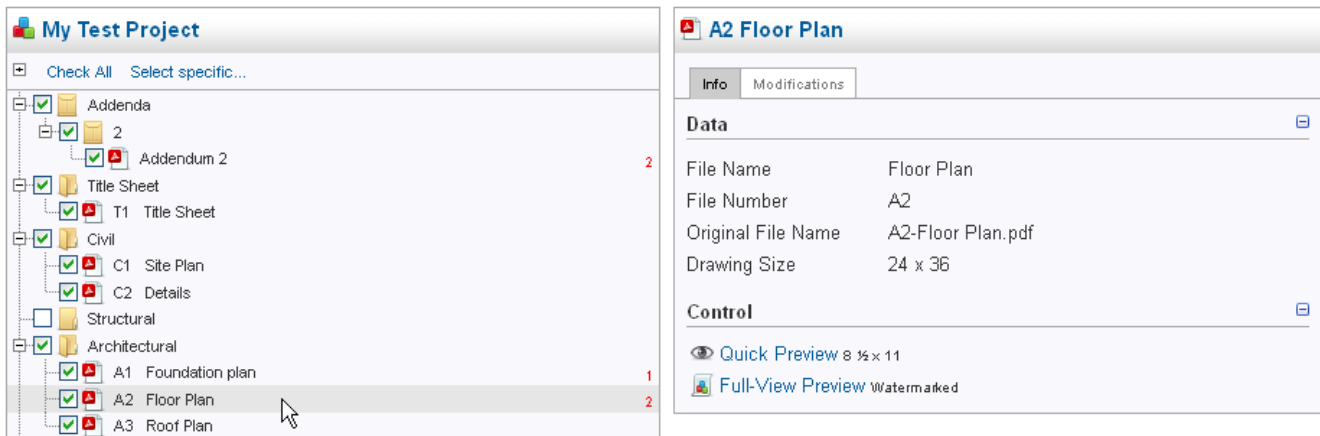 My Test Project
Check All Select specific...
Addenda
2
Addendum 2 2
Title Sheet
T1 Title Sheet
Civil
C1 Site Plan
C2 Details
Structural
Architectural
A1 Foundation plan 1
A2 Floor Plan 2
A3 Roof Plan
A2 Floor Plan
Info Modifications
Data
File Name Floor Plan
File Number A2
Original File Name A2-Floor Plan.pdf
Drawing Size 24 x 36
Control
Quick Preview 8 ½ x 11
Full-View Preview Watermarked